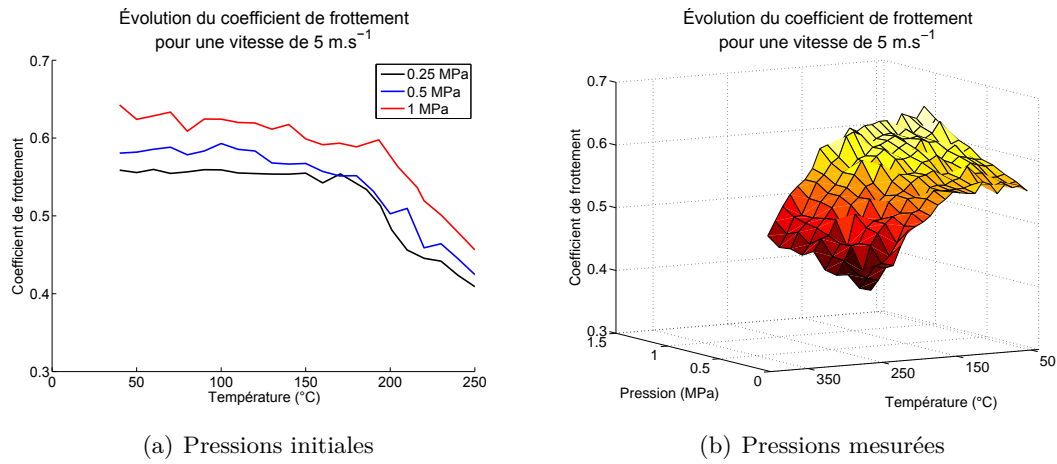 Évolution du coefficient de frottement
pour une vitesse de 5 m.s⁻¹
0.7
0.6
0.5
0.4
0.3
Coefficient de frottement
0.25 MPa
0.5 MPa
1 MPa
0
50
100
150
200
250
Température (°C)
(a) Pressions initiales
Évolution du coefficient de frottement
pour une vitesse de 5 m.s⁻¹
0.7
0.6
0.5
0.4
0.3
Coefficient de frottement
1.5
1
0.5
0
Pression (MPa)
350
250
150
50
Température (°C)
(b) Pressions mesurées